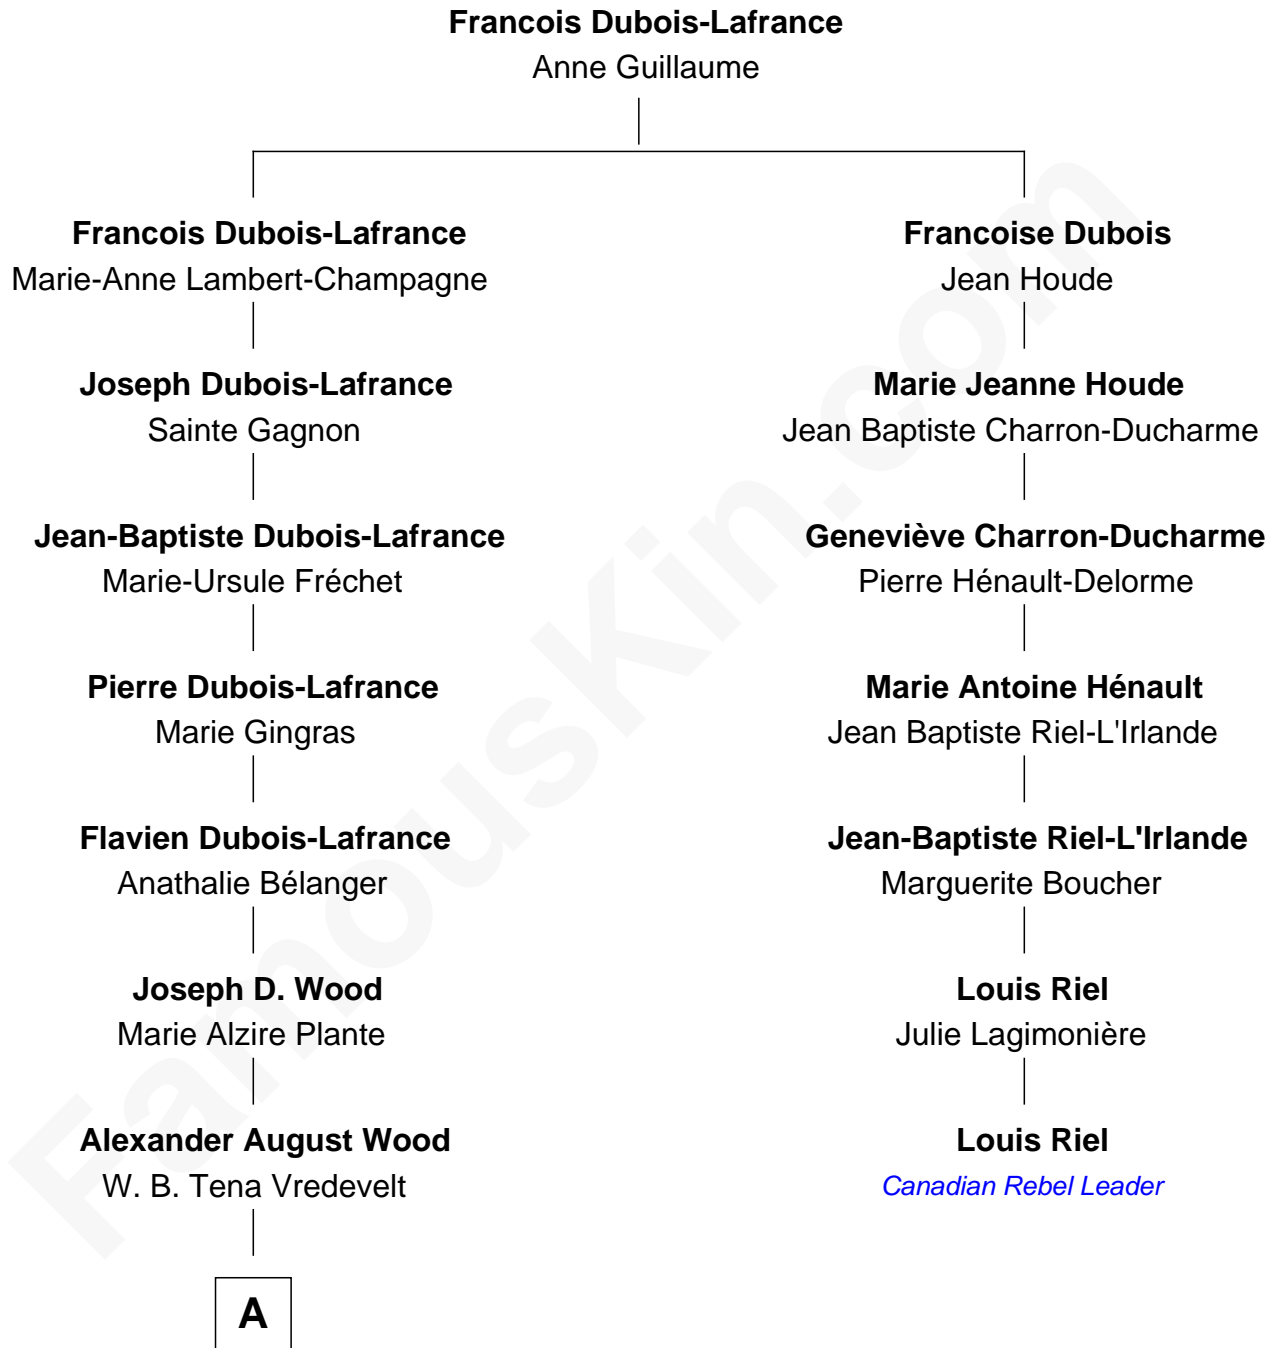 Francois Dubois-Lafrance
Anne Guillaume
Francois Dubois-Lafrance
Marie-Anne Lambert-Champagne
Francoise Dubois
Jean Houde
Joseph Dubois-Lafrance
Sainte Gagnon
Marie Jeanne Houde
Jean Baptiste Charron-Ducharme
Jean-Baptiste Dubois-Lafrance
Marie-Ursule Fréchet
Geneviève Charron-Ducharme
Pierre Hénault-Delorme
Pierre Dubois-Lafrance
Marie Gingras
Marie Antoine Hénault
Jean Baptiste Riel-L'Irlande
Flavien Dubois-Lafrance
Anathalie Bélanger
Jean-Baptiste Riel-L'Irlande
Marguerite Boucher
Joseph D. Wood
Marie Alzire Plante
Louis Riel
Julie Lagimonière
Alexander August Wood
W. B. Tena Vredevelt
Louis Riel
Canadian Rebel Leader
A
FamousKin.com